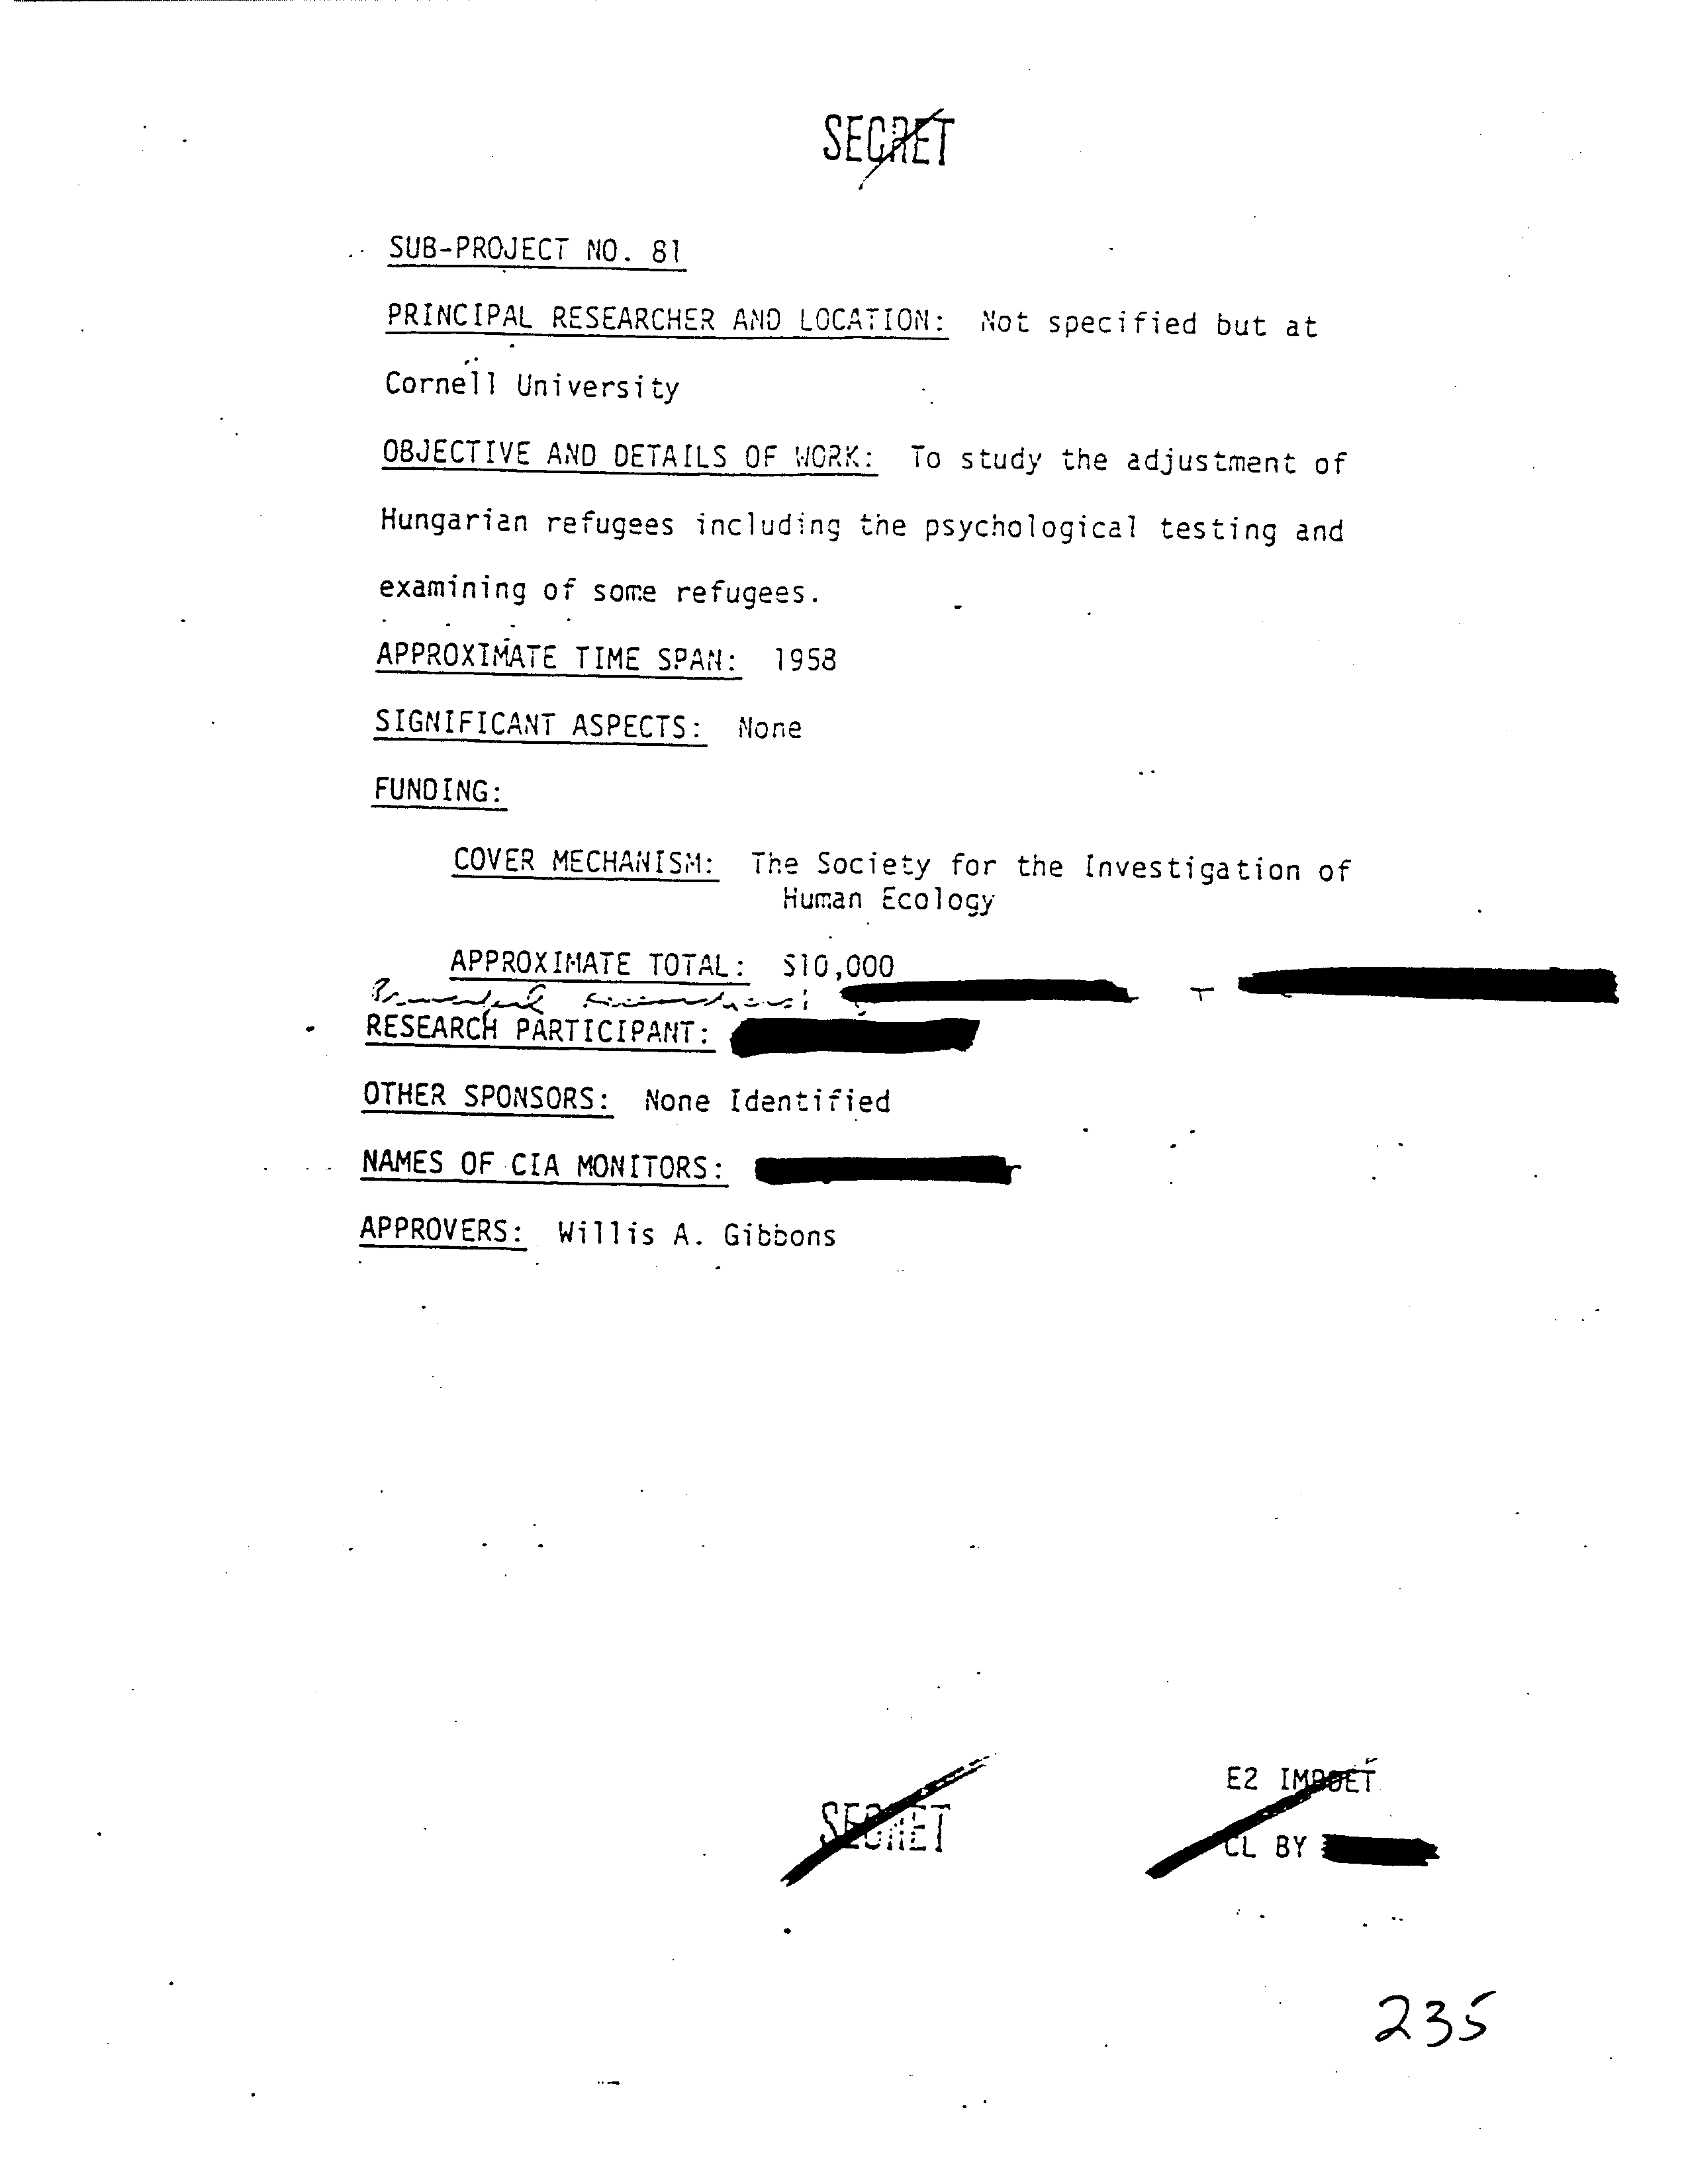 SECRET
SUB-PROJECT NO. 81
PRINCIPAL RESEARCHER AND LOCATION: Not specified but at
Cornell University
OBJECTIVE AND DETAILS OF WORK: To study the adjustment of
Hungarian refugees including the psychological testing and
examining of some refugees.
APPROXIMATE TIME SPAN: 1958
SIGNIFICANT ASPECTS: None
FUNDING:
COVER MECHANISM: The Society for the Investigation of
Human Ecology
APPROXIMATE TOTAL: $10,000
RESEARCH PARTICIPANT:
OTHER SPONSORS: None Identified
NAMES OF CIA MONITORS:
APPROVERS: Willis A. Gibbons
SECRET
E2 IMPDET
CL BY
235